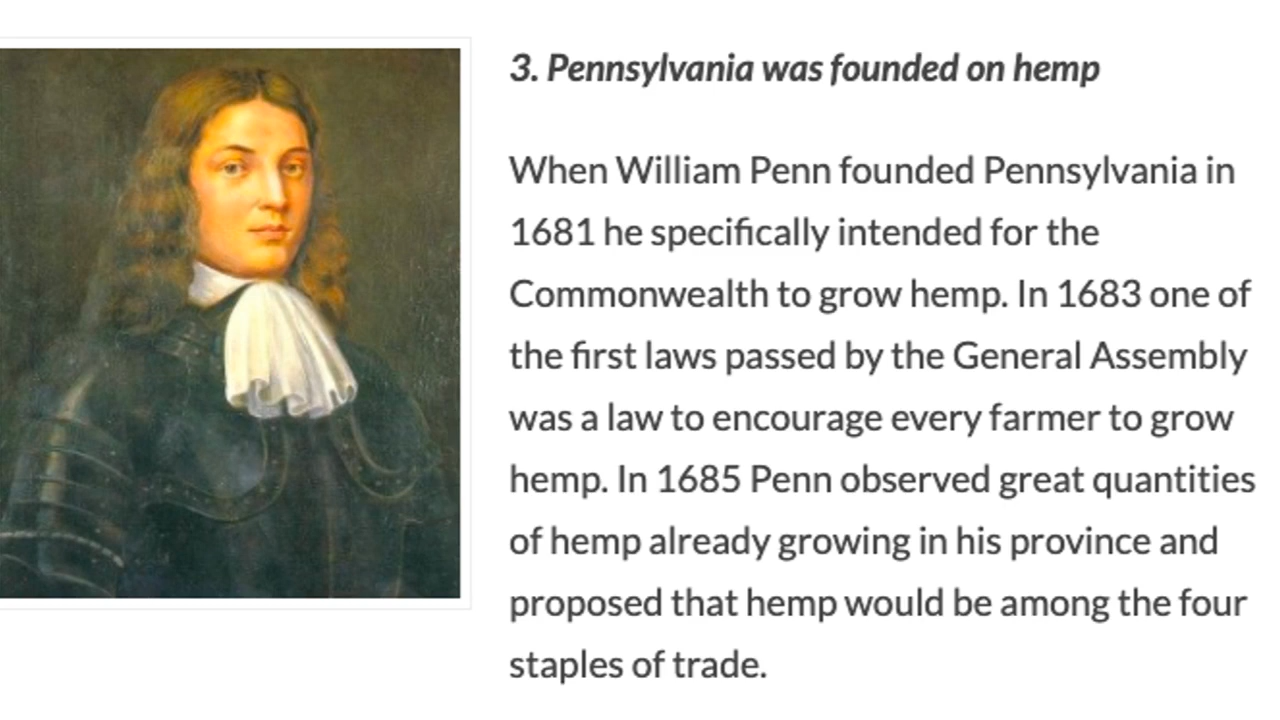 3. Pennsylvania was founded on hemp
When William Penn founded Pennsylvania in
1681 he specifically intended for the
Commonwealth to grow hemp. In 1683 one of
the first laws passed by the General Assembly
was a law to encourage every farmer to grow
hemp. In 1685 Penn observed great quantities
of hemp already growing in his province and
proposed that hemp would be among the four
staples of trade.